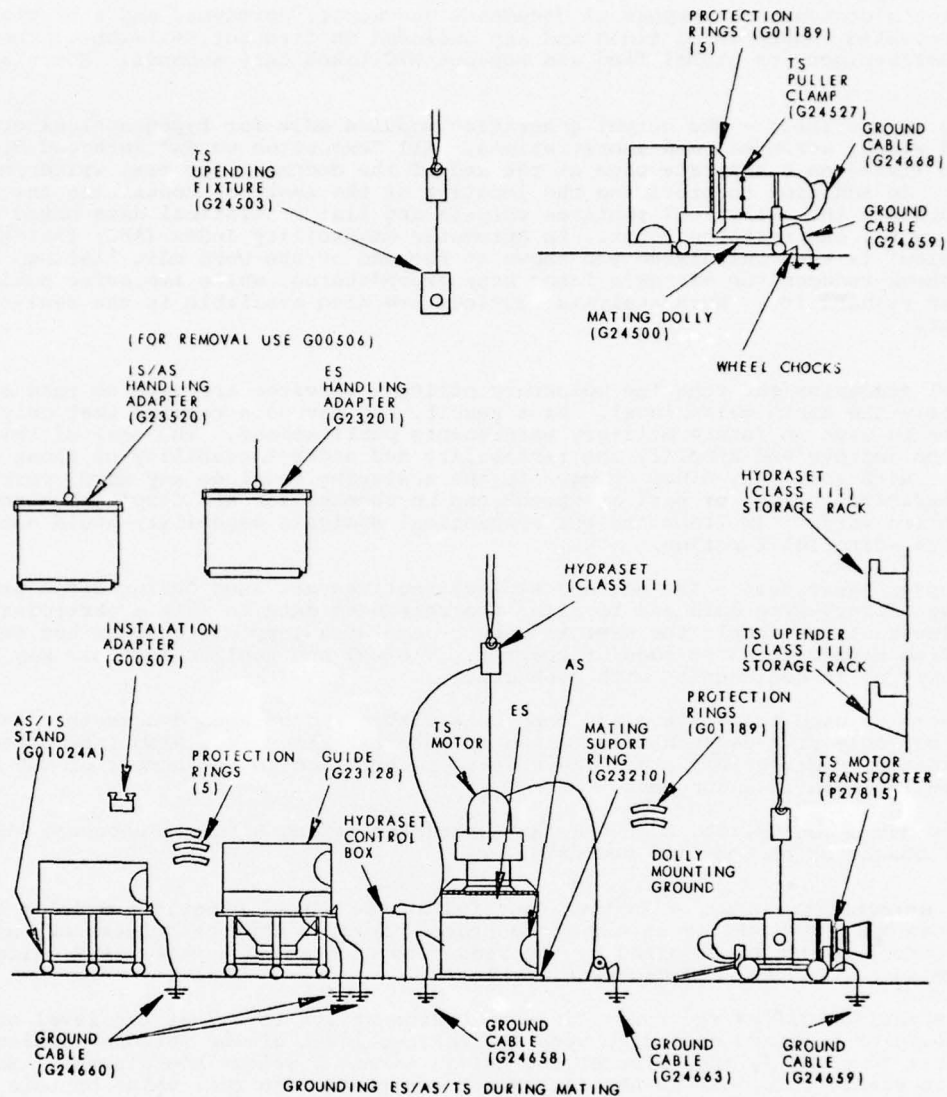 PROTECTION
RINGS (G01189)
(5)
TS
PULLER
CLAMP
(G24527)
GROUND
CABLE
(G24668)
TS
UPENDING
FIXTURE
(G24503)
GROUND
CABLE
(G24659)
MATING DOLLY
(G24500)
WHEEL CHOCKS
(FOR REMOVAL USE G00506)
IS/AS
HANDLING
ADAPTER
(G23520)
ES
HANDLING
ADAPTER
(G23201)
HYDRASET
(CLASS III)
STORAGE RACK
HYDRASET
(CLASS III)
INSTALATION
ADAPTER
(G00507)
TS UPENDER
(CLASS III)
STORAGE RACK
AS
ES
AS/IS
STAND
(G01024A)
PROTECTION
RINGS
(5)
GUIDE
(G23128)
TS MOTOR
MATING
SUPORT
RING
(G23210)
PROTECTION
RINGS
(G01189)
TS MOTOR
TRANSPORTER
(P27815)
HYDRASET
CONTROL
BOX
DOLLY
MOUNTING
GROUND
GROUND
CABLE
(G24660)
GROUND
CABLE
(G24658)
GROUND
CABLE
(G24663)
GROUND
CABLE
(G24659)
GROUNDING ES/AS/TS DURING MATING